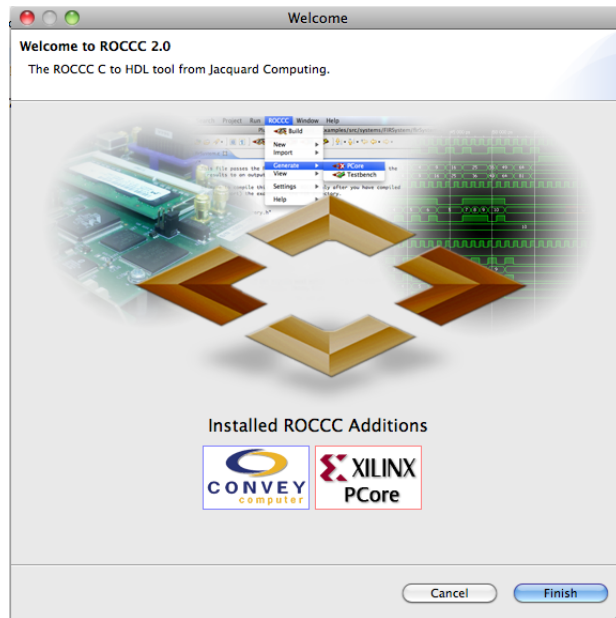 Welcome
Welcome to ROCCC 2.0
The ROCCC C to HDL tool from Jacquard Computing.
Project Run ROCCC Window Help
Build
New
Import
Generate
PCore
View
Testbench
Settings
Help
Installed ROCCC Additions
CONVEY
computer
XILINX
PCore
Cancel
Finish